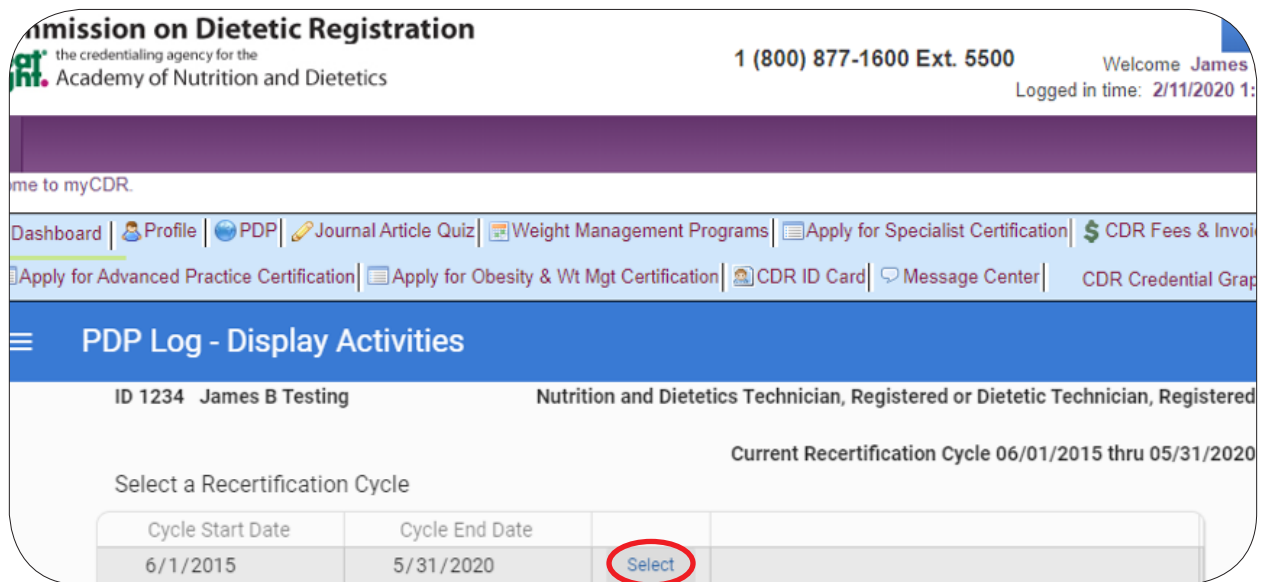 mmission on Dietetic Registration
the credentialing agency for the
Academy of Nutrition and Dietetics
1 (800) 877-1600 Ext. 5500
Welcome James
Logged in time: 2/11/2020 1:
ome to myCDR.
Dashboard Profile PDP Journal Article Quiz Weight Management Programs Apply for Specialist Certification $ CDR Fees & Invoi
Apply for Advanced Practice Certification Apply for Obesity & Wt Mgt Certification CDR ID Card Message Center CDR Credential Grap
PDP Log - Display Activities
ID 1234 James B Testing Nutrition and Dietetics Technician, Registered or Dietetic Technician, Registered
Current Recertification Cycle 06/01/2015 thru 05/31/2020
Select a Recertification Cycle
Cycle Start Date Cycle End Date
6/1/2015 5/31/2020 Select